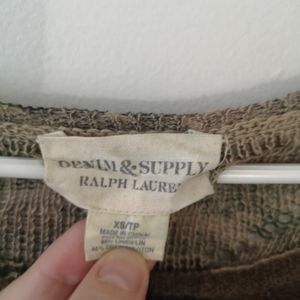 DENIM & SUPPLY
RALPH LAUREN
XS/TP
MADE IN CHINA